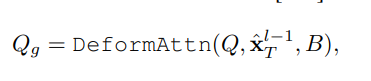 Q_g = DeformAttn(Q, x̂_T^{l−1}, B),